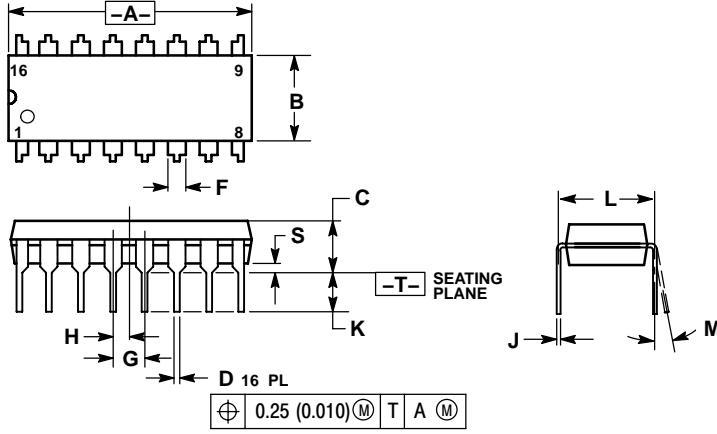 –A–
16 9
B
1 8
F
C
L
S
–T– SEATING
PLANE
K
H
G
J
M
D 16 PL
⌖ 0.25 (0.010) Ⓜ T A Ⓜ